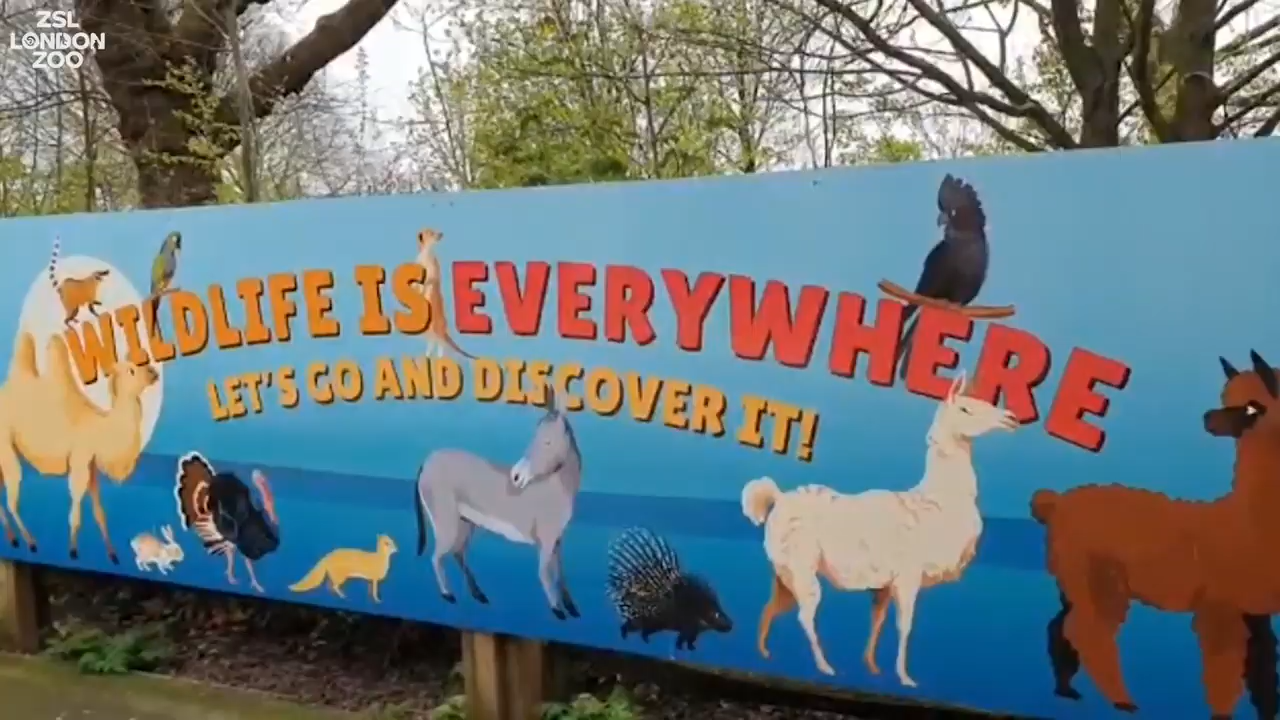 ZSL
LONDON
ZOO
WILDLIFE IS EVERYWHERE
LET'S GO AND DISCOVER IT!